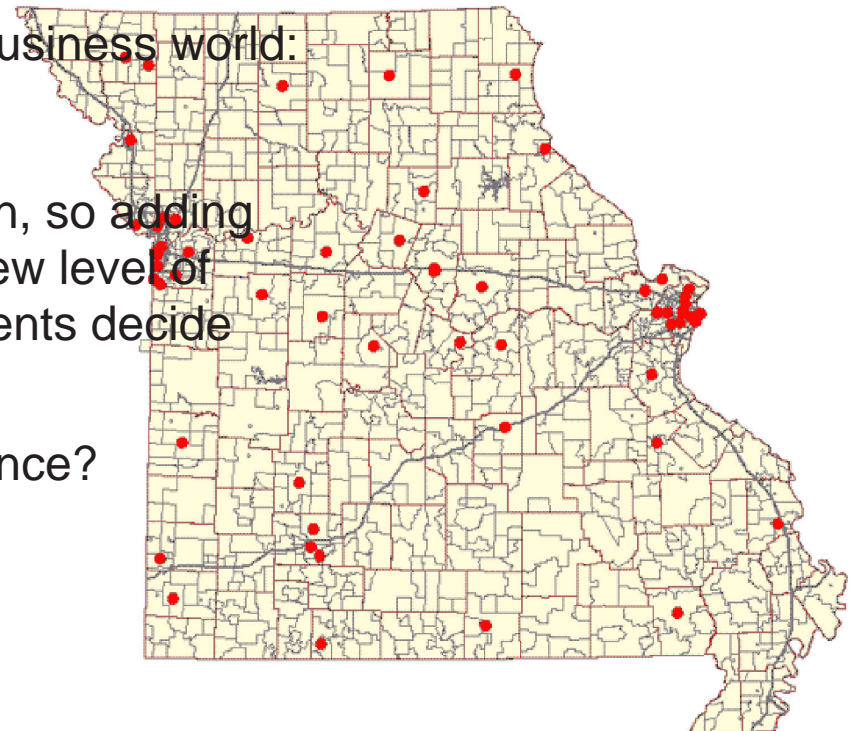 usiness world:
n, so adding
ew level of
ents decide
nce?